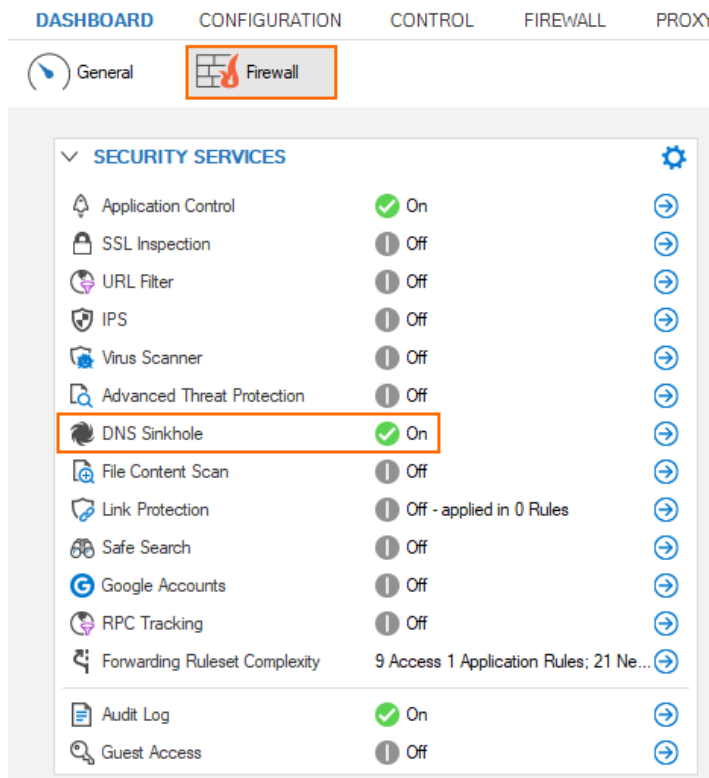 DASHBOARD CONFIGURATION CONTROL FIREWALL PROXY
General Firewall
SECURITY SERVICES
Application Control On
SSL Inspection Off
URL Filter Off
IPS Off
Virus Scanner Off
Advanced Threat Protection Off
DNS Sinkhole On
File Content Scan Off
Link Protection Off - applied in 0 Rules
Safe Search Off
Google Accounts Off
RPC Tracking Off
Forwarding Ruleset Complexity 9 Access 1 Application Rules; 21 Ne...
Audit Log On
Guest Access Off